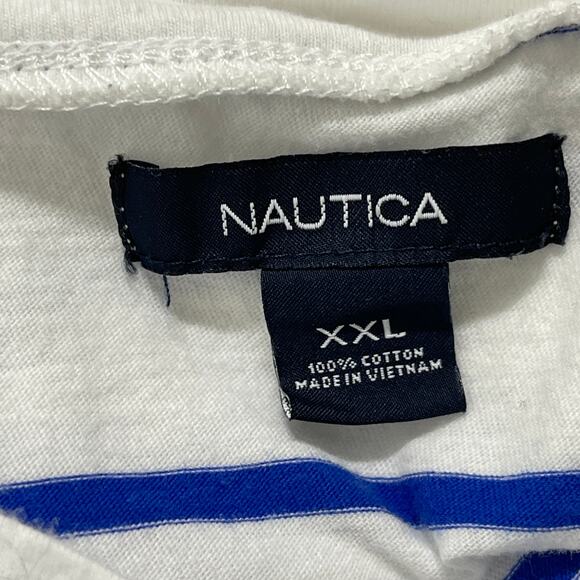 NAUTICA
XXL
100% COTTON
MADE IN VIETNAM